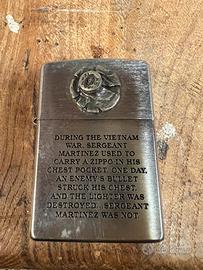 DURING THE VIETNAM
WAR, SERGEANT
MARTINEZ USED TO
CARRY A ZIPPO IN HIS
CHEST POCKET. ONE DAY,
AN ENEMY'S BULLET
STRUCK HIS CHEST,
AND THE LIGHTER WAS
DESTROYED. SERGEANT
MARTINEZ WAS NOT.